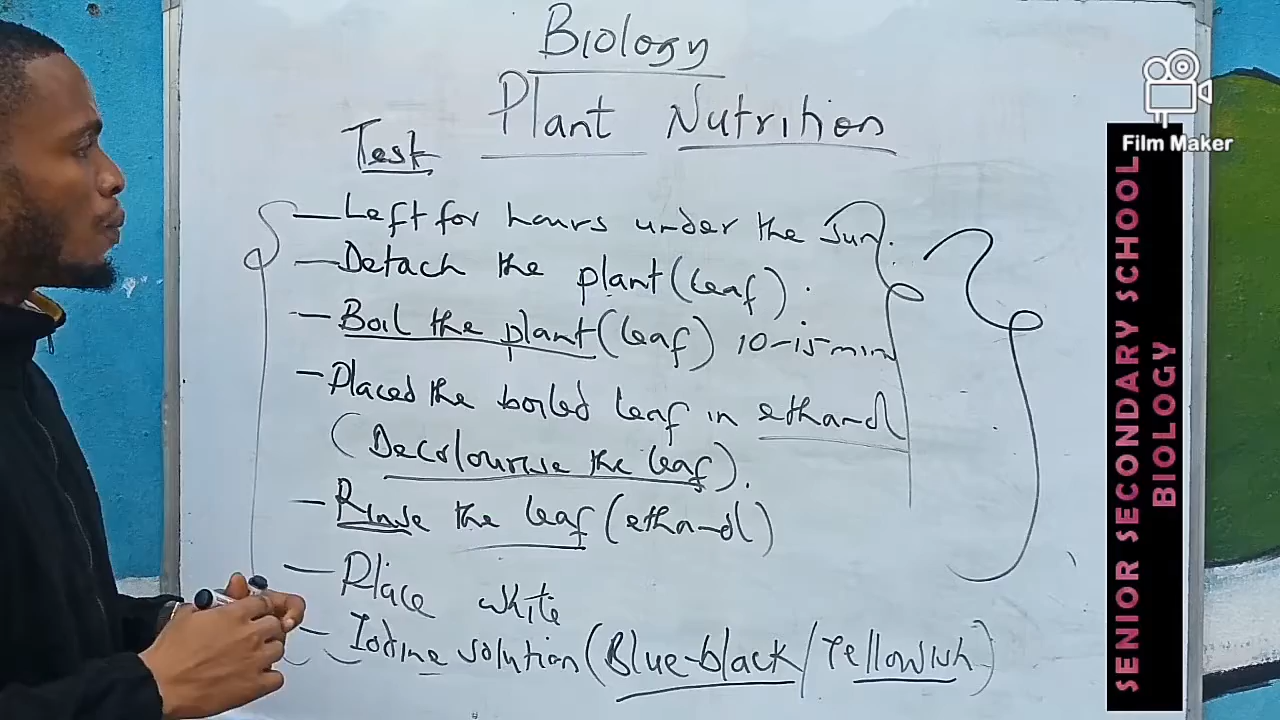 Biology
Plant Nutrition
Test
- Left for hours under the Sun.
- Detach the plant (leaf).
- Boil the plant (leaf) 10-15 min
- Placed the boiled leaf in ethanol
(Decolourise the leaf).
- Rinse the leaf (ethanol)
- Place white
- Iodine solution (Blue-black / Yellowish)
Film Maker
SENIOR SECONDARY SCHOOL
BIOLOGY